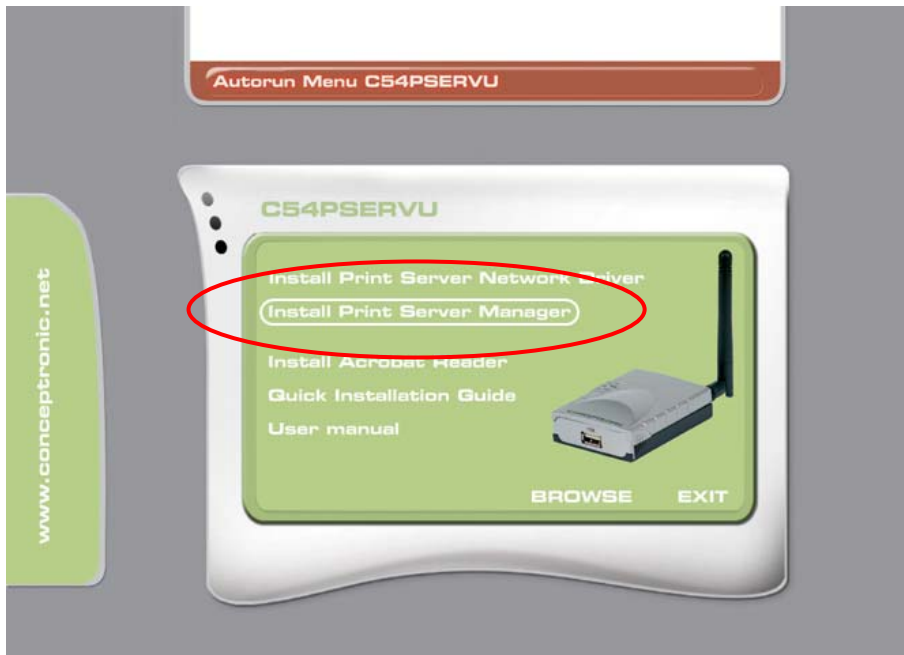 Autorun Menu C54PSERVU
www.conceptronic.net
C54PSERVU
Install Print Server Network Driver
Install Print Server Manager
Install Acrobat Reader
Quick Installation Guide
User manual
BROWSE EXIT